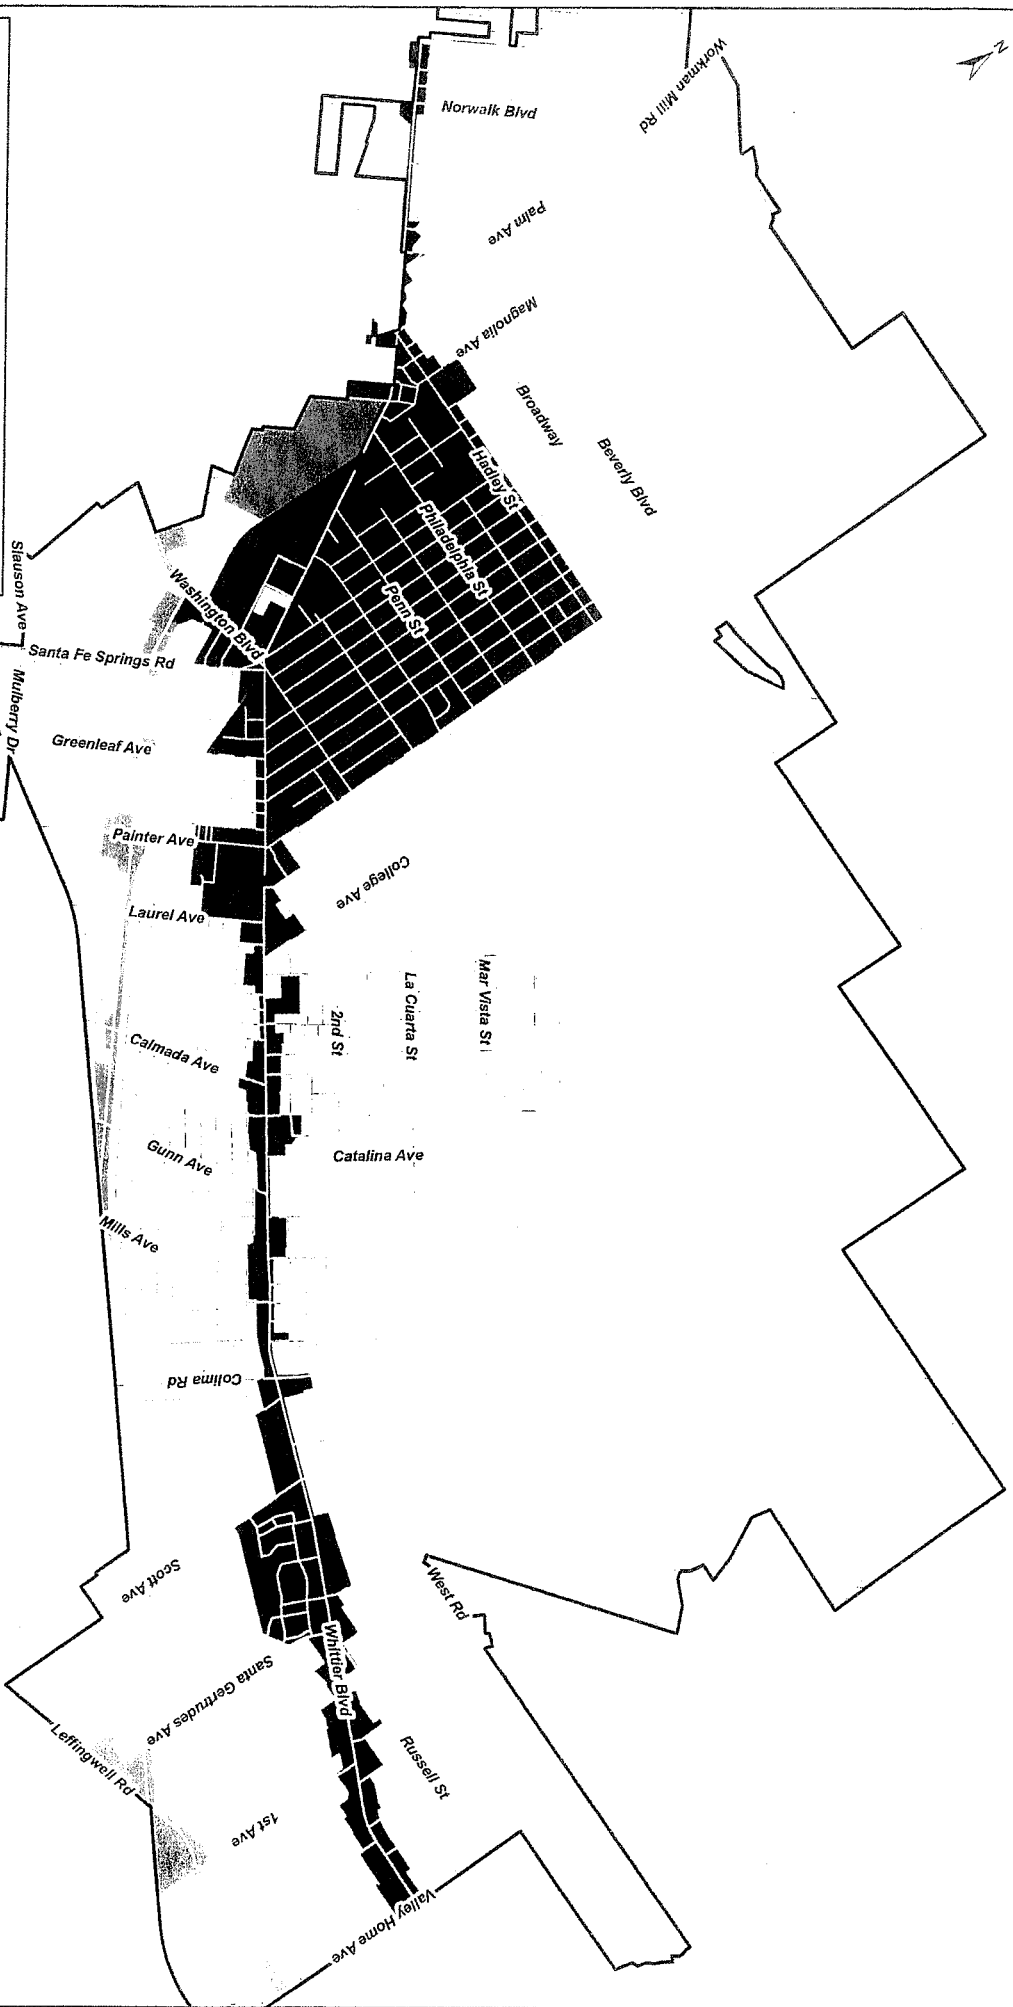 N
Workman Mill Rd
Norwalk Blvd
Palm Ave
Magnolia Ave
Broadway
Beverly Blvd
Hadley St
Philadelphia St
Penn St
Washington Blvd
Slauson Ave
Santa Fe Springs Rd
Mulberry Dr
Greenleaf Ave
Painter Ave
College Ave
Laurel Ave
Mar Vista St
La Cuarta St
2nd St
Calmada Ave
Gunn Ave
Catalina Ave
Mills Ave
Colima Rd
Scott Ave
West Rd
Whittier Blvd
Santa Gertrudes Ave
Leffingwell Rd
Russell St
1st Ave
Valley Home Ave